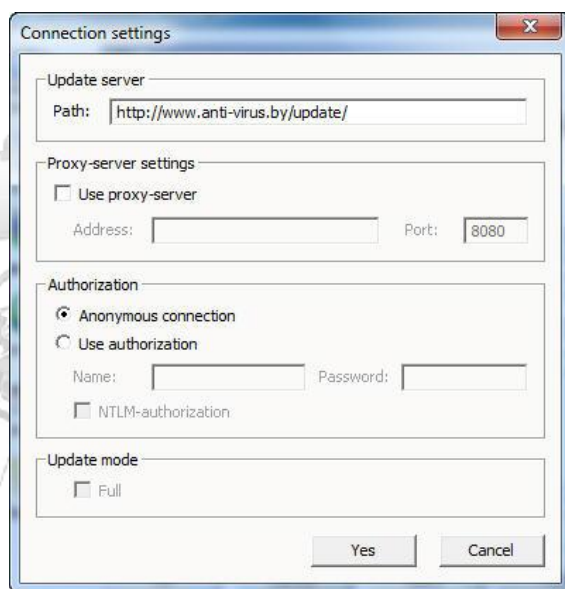 Connection settings
Update server
Path: http://www.anti-virus.by/update/
Proxy-server settings
Use proxy-server
Address: Port: 8080
Authorization
Anonymous connection
Use authorization
Name: Password:
NTLM-authorization
Update mode
Full
Yes Cancel